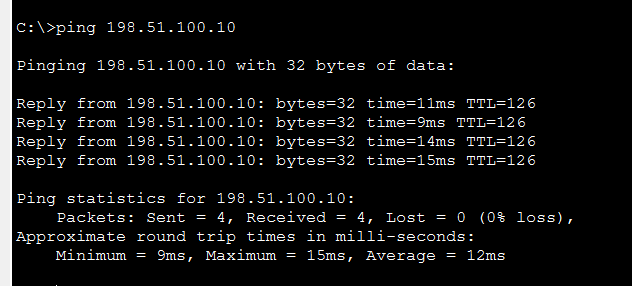 C:\>ping 198.51.100.10
Pinging 198.51.100.10 with 32 bytes of data:
Reply from 198.51.100.10: bytes=32 time=11ms TTL=126
Reply from 198.51.100.10: bytes=32 time=9ms TTL=126
Reply from 198.51.100.10: bytes=32 time=14ms TTL=126
Reply from 198.51.100.10: bytes=32 time=15ms TTL=126
Ping statistics for 198.51.100.10:
    Packets: Sent = 4, Received = 4, Lost = 0 (0% loss),
Approximate round trip times in milli-seconds:
    Minimum = 9ms, Maximum = 15ms, Average = 12ms